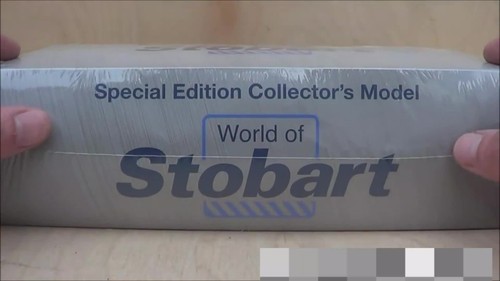 Special Edition Collector's Model
World of
Stobart